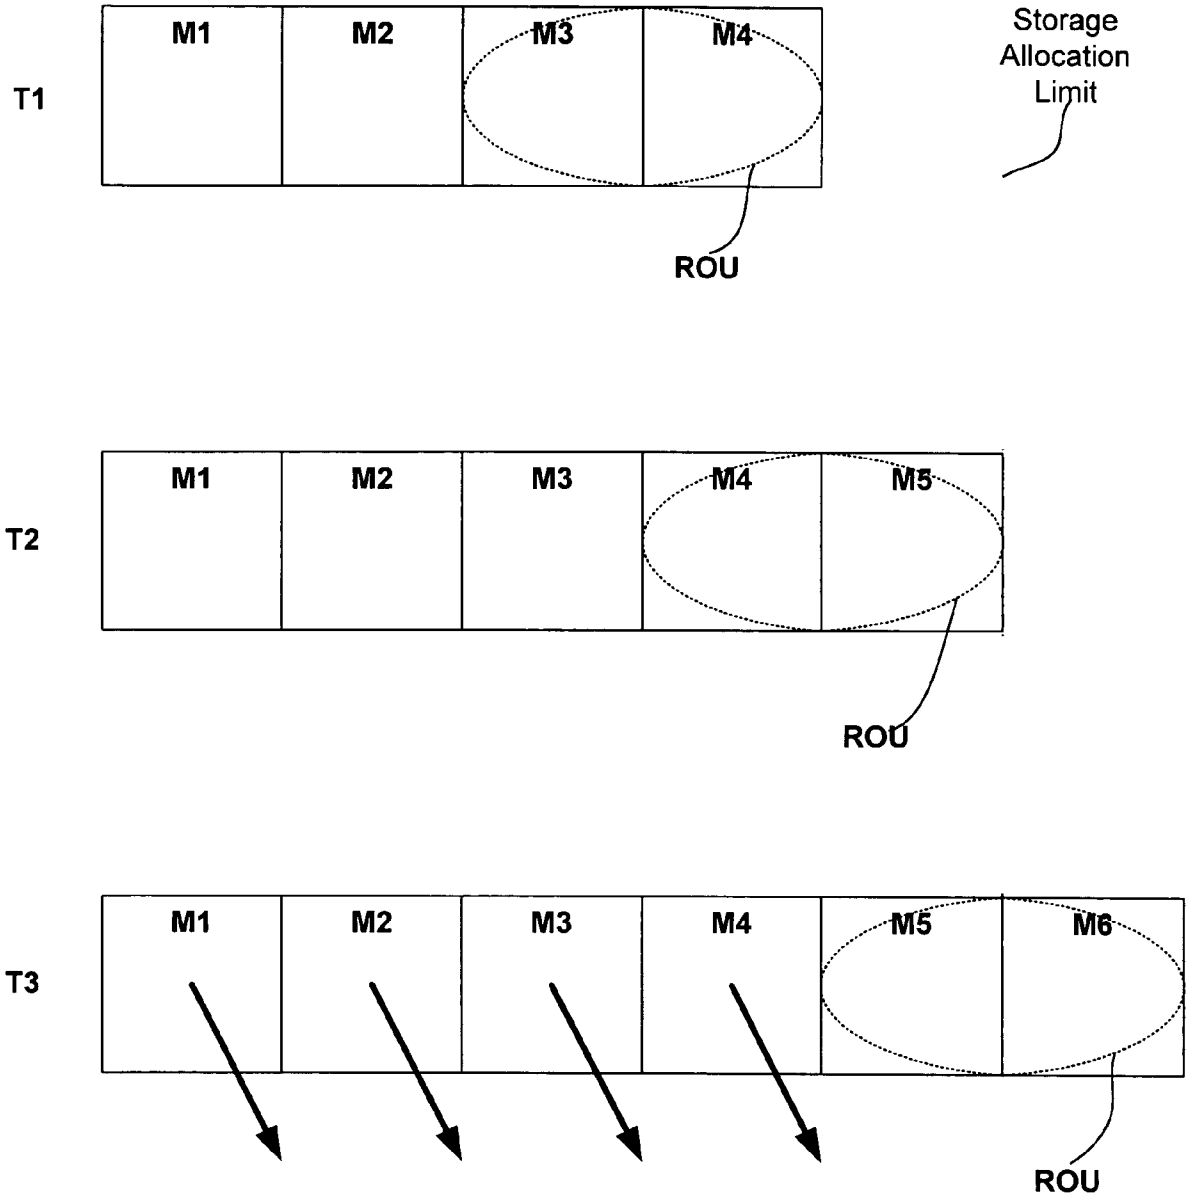 M1 M2 M3 M4
Storage
Allocation
Limit
T1
ROU
M1 M2 M3 M4 M5
T2
ROU
M1 M2 M3 M4 M5 M6
T3
ROU